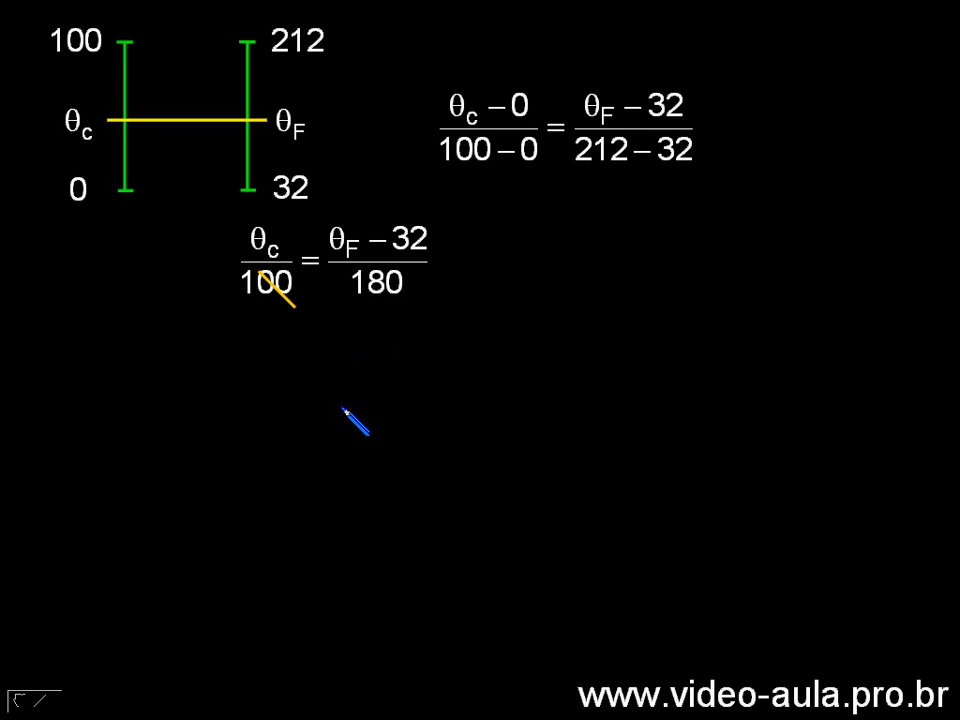 100 212
θc θF
0 32
θc – 0 / 100 – 0 = θF – 32 / 212 – 32
θc / 100 = θF – 32 / 180
www.video-aula.pro.br